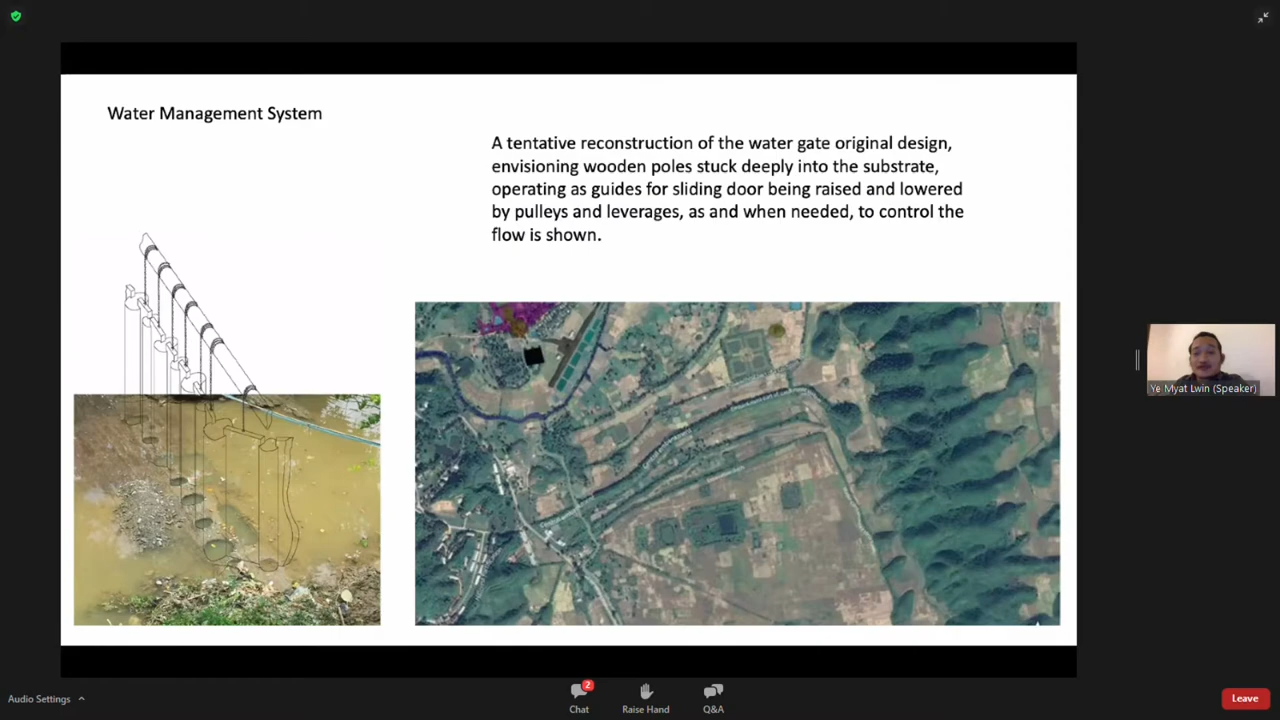 Water Management System
A tentative reconstruction of the water gate original design,
envisioning wooden poles stuck deeply into the substrate,
operating as guides for sliding door being raised and lowered
by pulleys and leverages, as and when needed, to control the
flow is shown.
Ye Myat Lwin (Speaker)
Audio Settings
2
Chat
Raise Hand
Q&A
Leave